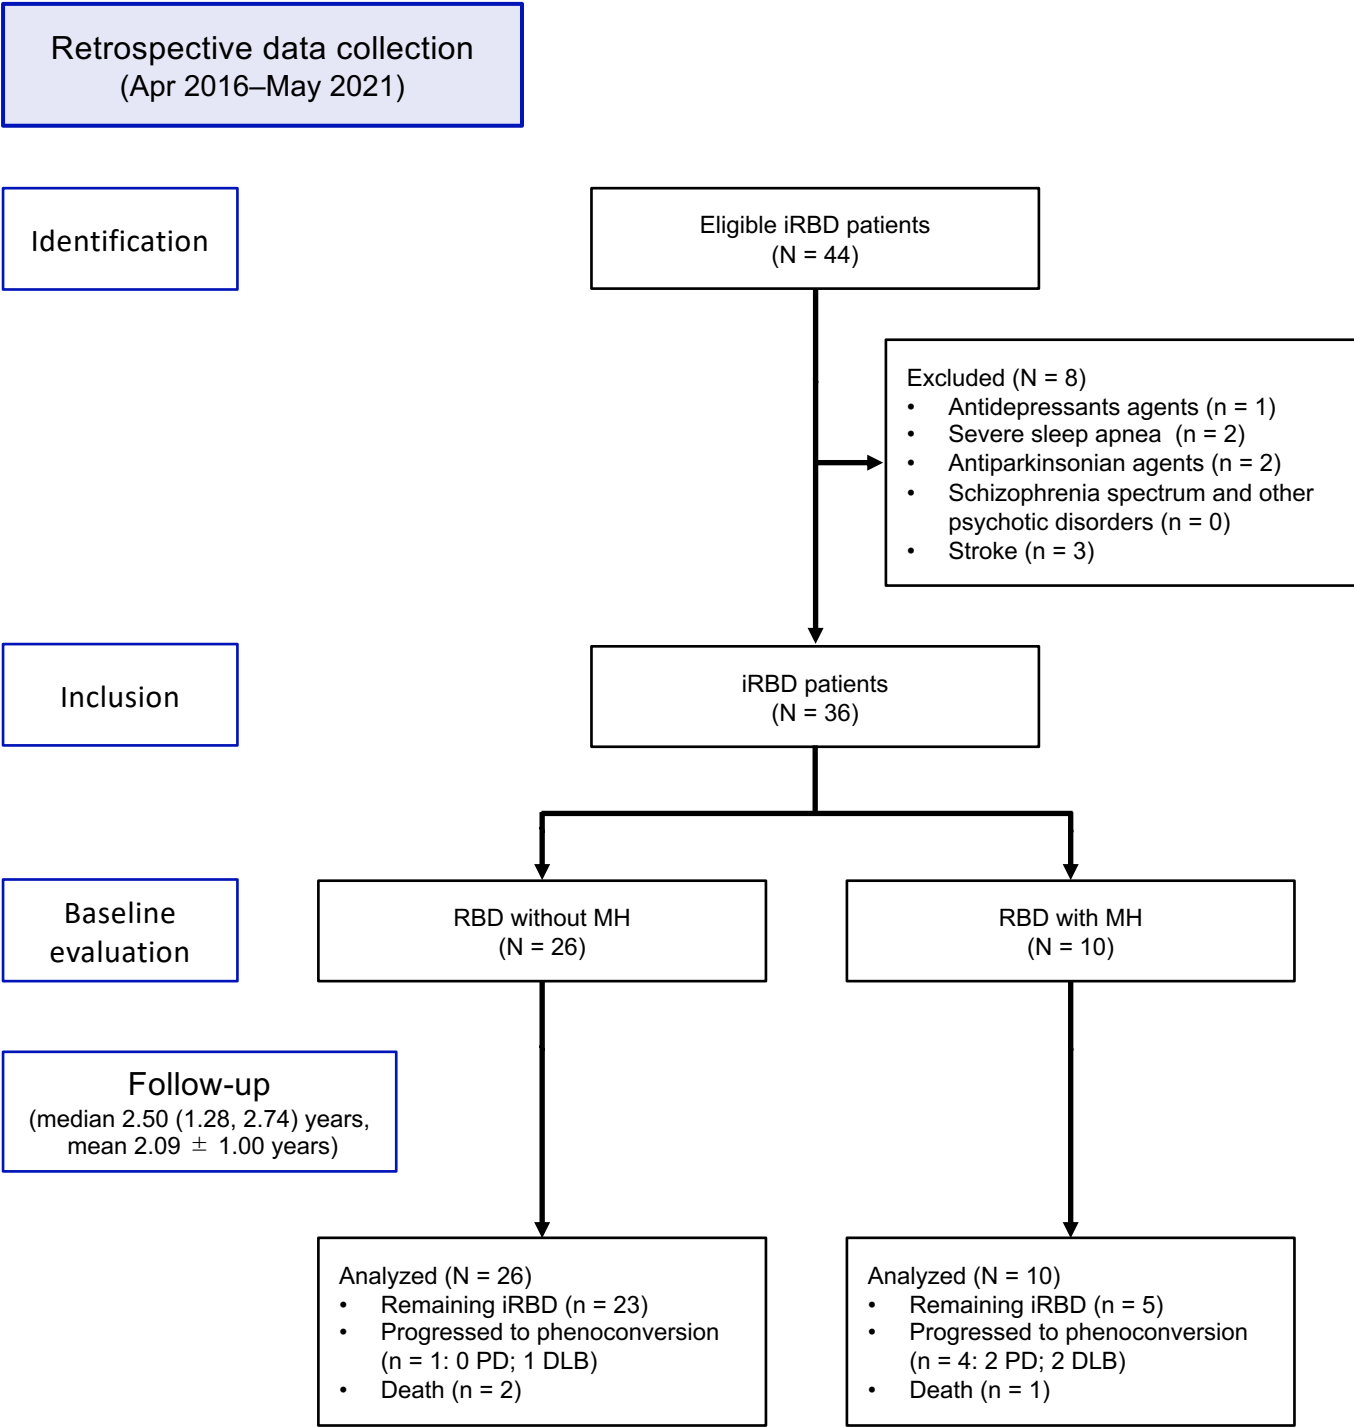 Retrospective data collection
(Apr 2016–May 2021)
Identification
Eligible iRBD patients
(N = 44)
Excluded (N = 8)
• Antidepressants agents (n = 1)
• Severe sleep apnea (n = 2)
• Antiparkinsonian agents (n = 2)
• Schizophrenia spectrum and other
psychotic disorders (n = 0)
• Stroke (n = 3)
Inclusion
iRBD patients
(N = 36)
Baseline
evaluation
RBD without MH
(N = 26)
RBD with MH
(N = 10)
Follow-up
(median 2.50 (1.28, 2.74) years,
mean 2.09 ± 1.00 years)
Analyzed (N = 26)
• Remaining iRBD (n = 23)
• Progressed to phenoconversion
(n = 1: 0 PD; 1 DLB)
• Death (n = 2)
Analyzed (N = 10)
• Remaining iRBD (n = 5)
• Progressed to phenoconversion
(n = 4: 2 PD; 2 DLB)
• Death (n = 1)